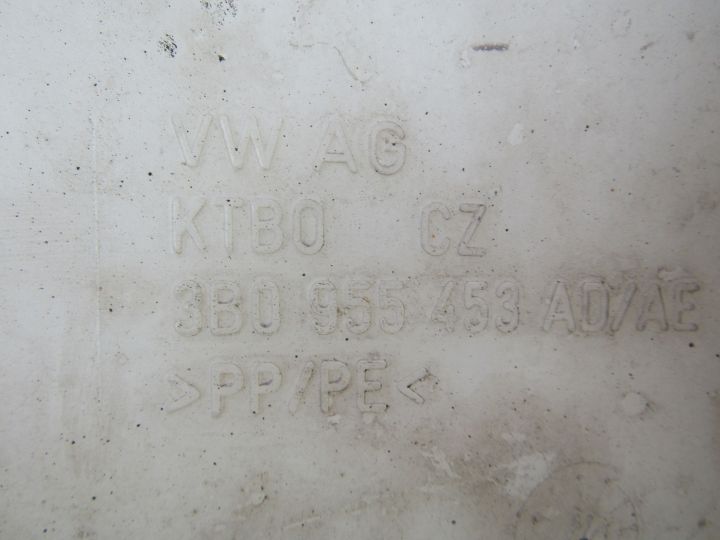 VW AG
KTBO CZ
3B0 955 453 AD/AE
>PP/PE<